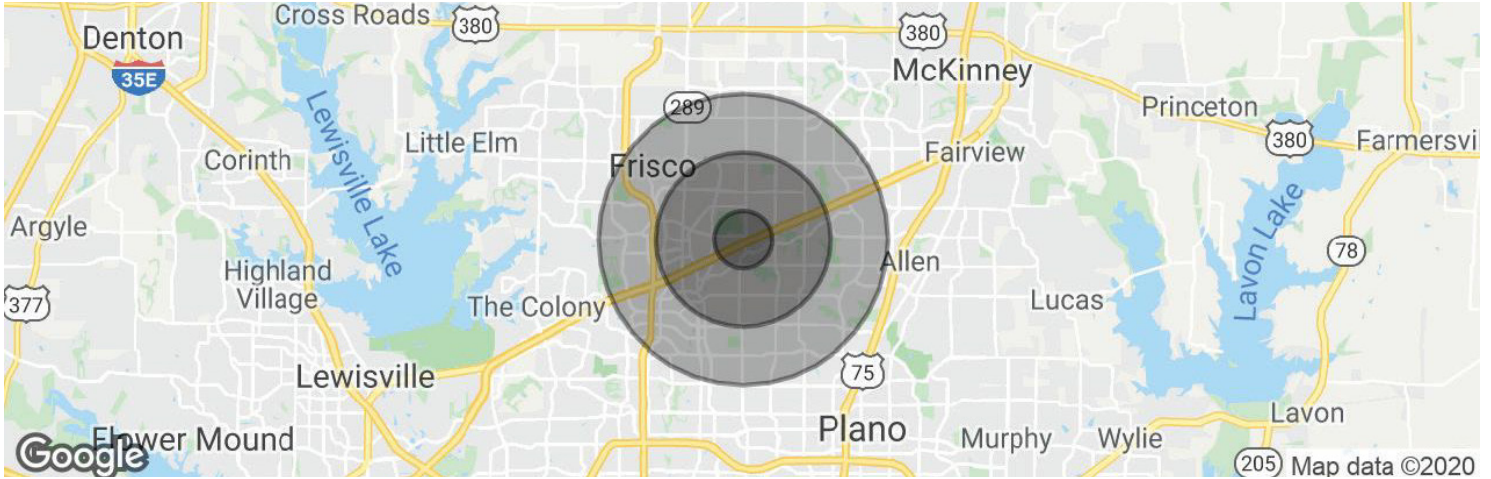 Cross Roads
380
380
Denton
35E
McKinney
289
Princeton
380
Farmersvi
Little Elm
Corinth
Frisco
Fairview
Lewisville Lake
Argyle
Highland
Village
Allen
78
Lavon Lake
377
The Colony
Lucas
Lewisville
75
Plano
Lavon
Flower Mound
Murphy
Wylie
Google
205
Map data ©2020